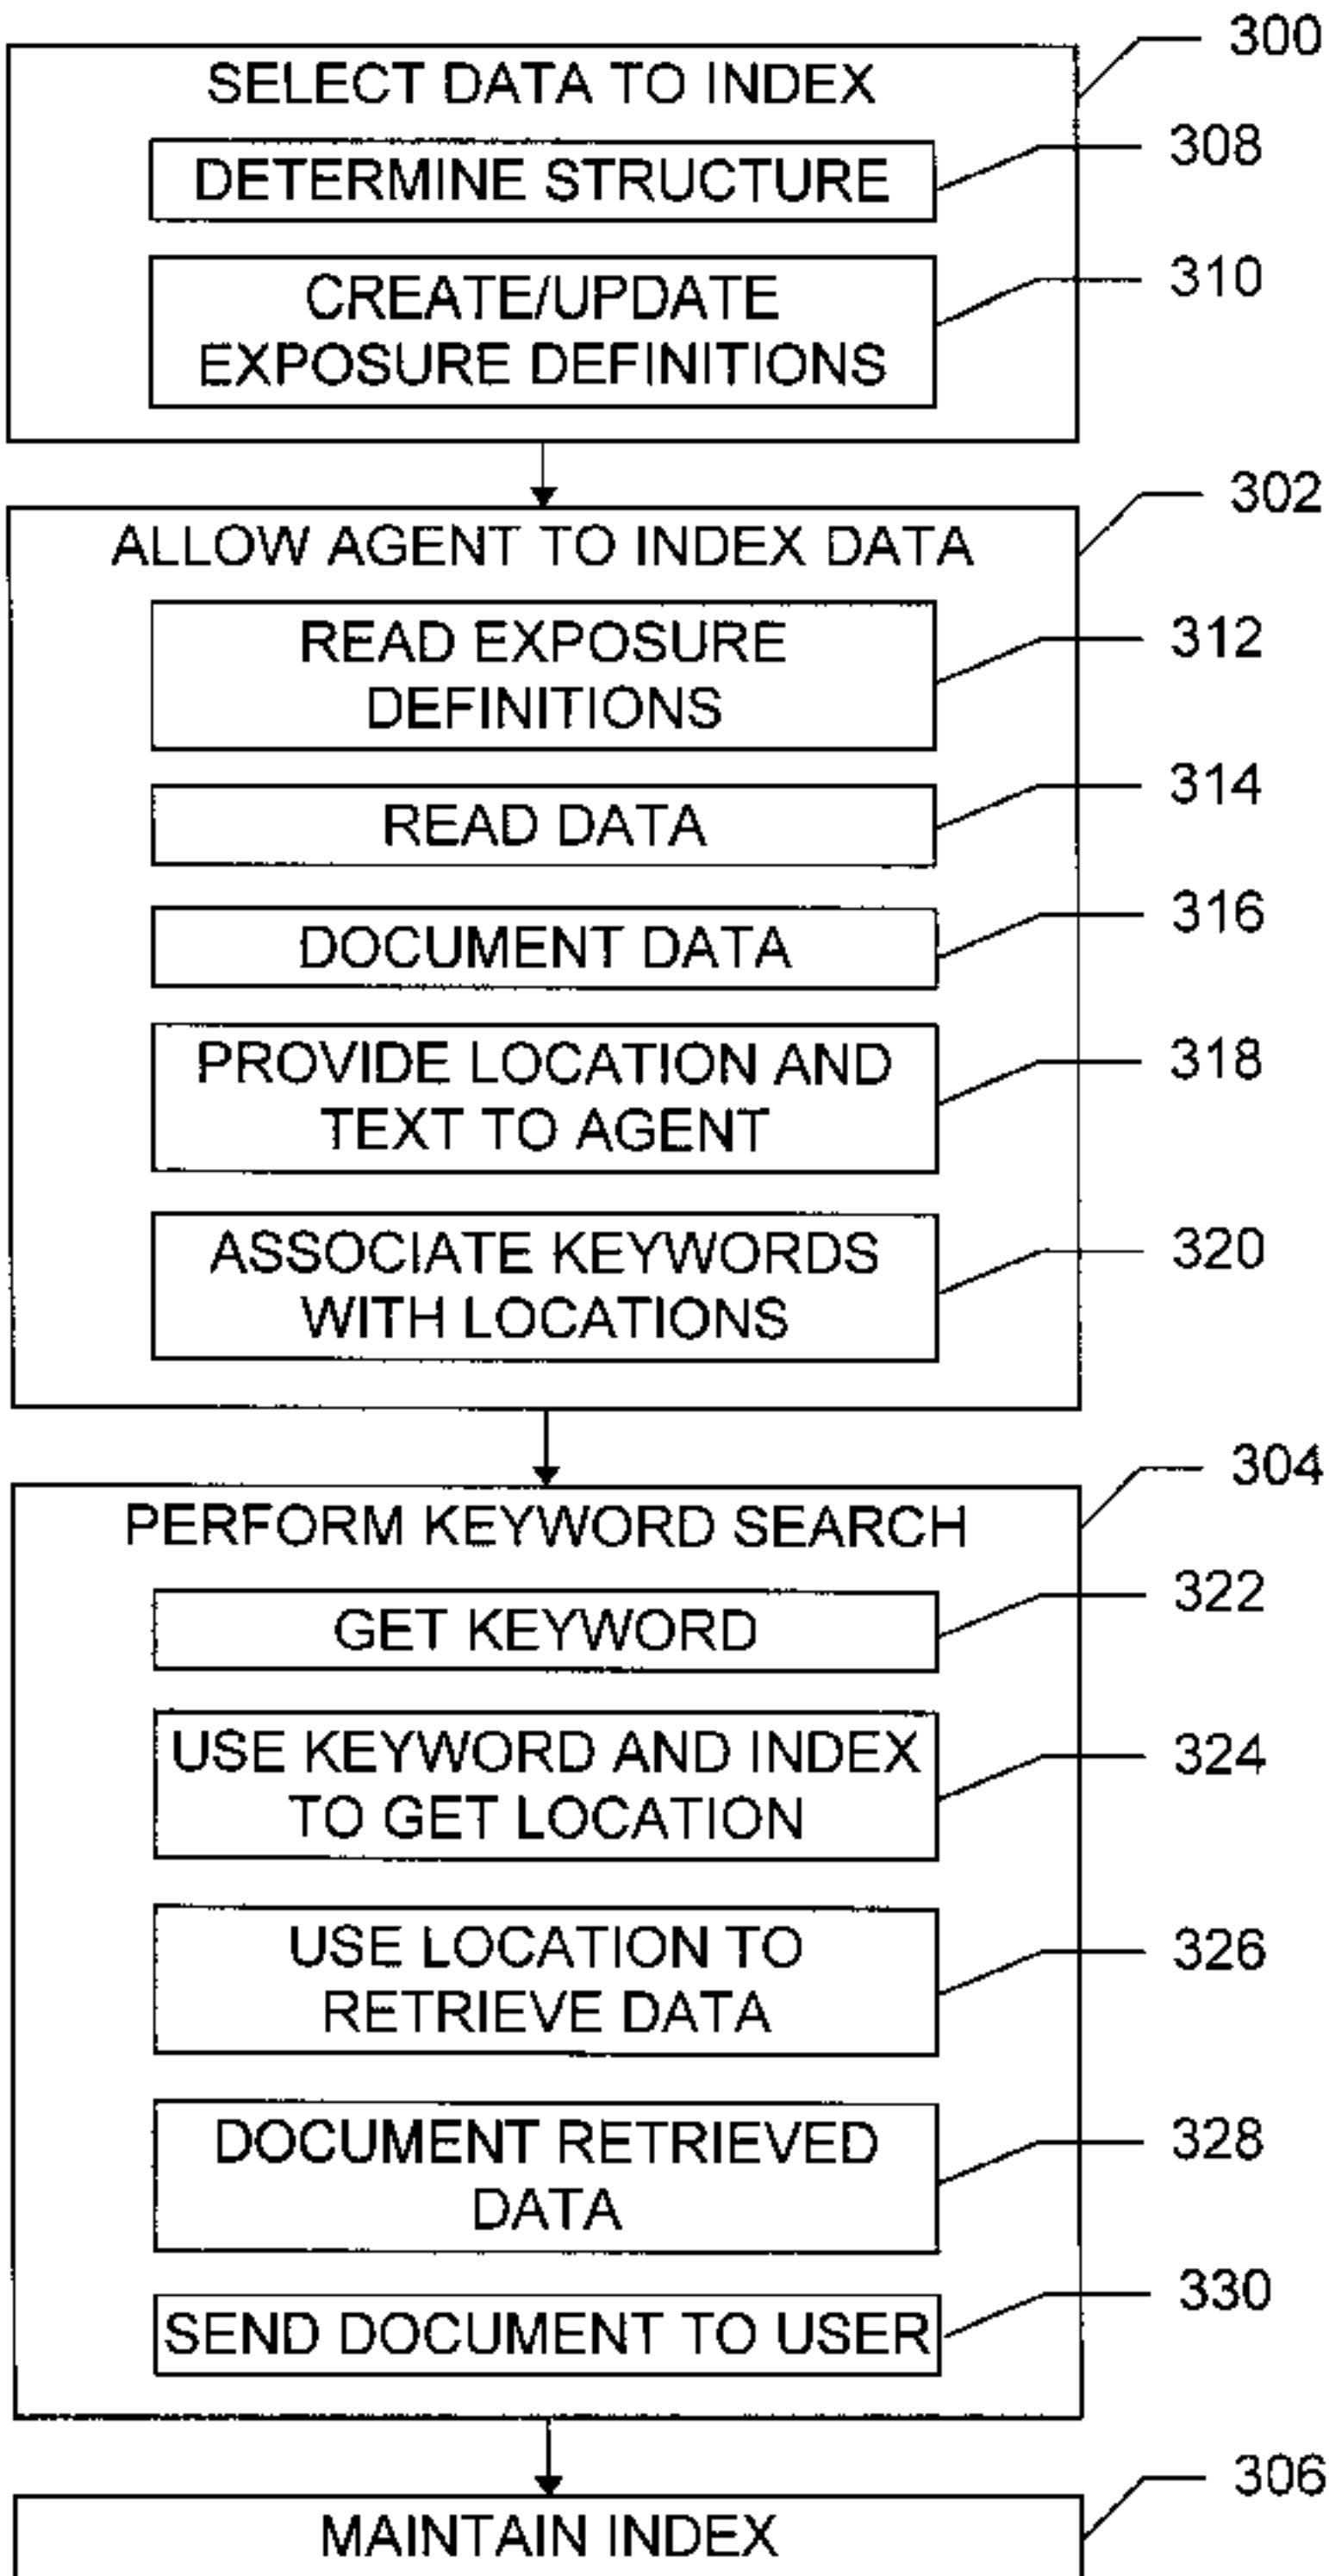 300
SELECT DATA TO INDEX
308
DETERMINE STRUCTURE
310
CREATE/UPDATE
EXPOSURE DEFINITIONS
302
ALLOW AGENT TO INDEX DATA
312
READ EXPOSURE
DEFINITIONS
314
READ DATA
316
DOCUMENT DATA
318
PROVIDE LOCATION AND
TEXT TO AGENT
320
ASSOCIATE KEYWORDS
WITH LOCATIONS
304
PERFORM KEYWORD SEARCH
322
GET KEYWORD
324
USE KEYWORD AND INDEX
TO GET LOCATION
326
USE LOCATION TO
RETRIEVE DATA
328
DOCUMENT RETRIEVED
DATA
330
SEND DOCUMENT TO USER
306
MAINTAIN INDEX